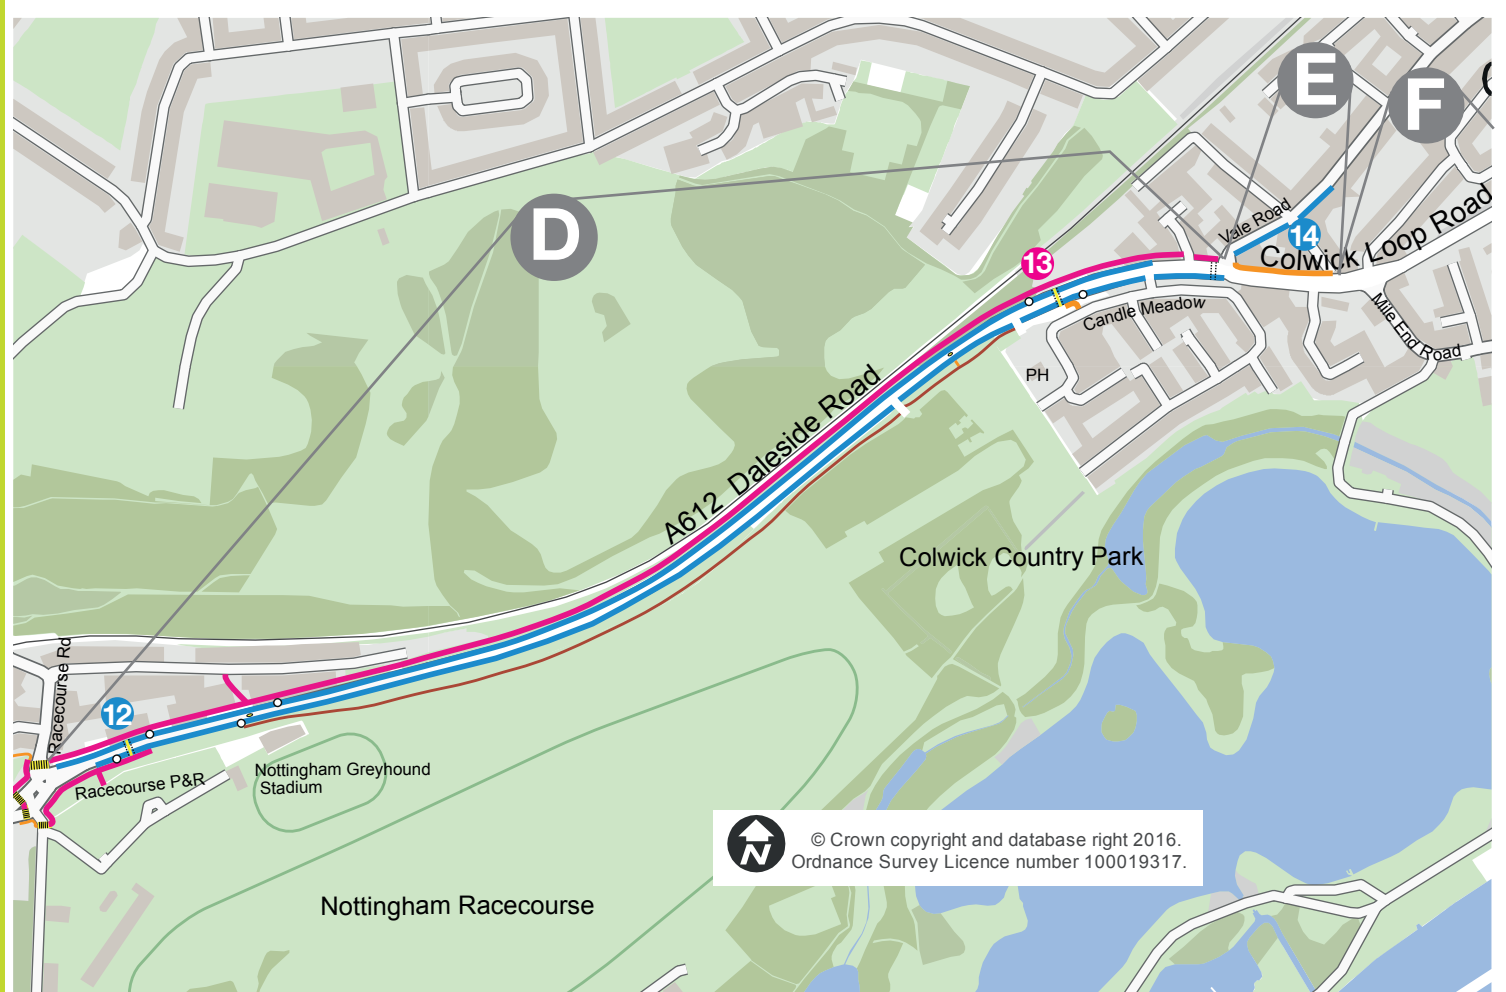 E
F
D
Vale Road
14
Colwick Loop Road
13
Candle Meadow
Mile End Road
PH
A612 Daleside Road
Colwick Country Park
Racecourse Rd
12
Racecourse P&R
Nottingham Greyhound
Stadium
N
© Crown copyright and database right 2016.
Ordnance Survey Licence number 100019317.
Nottingham Racecourse